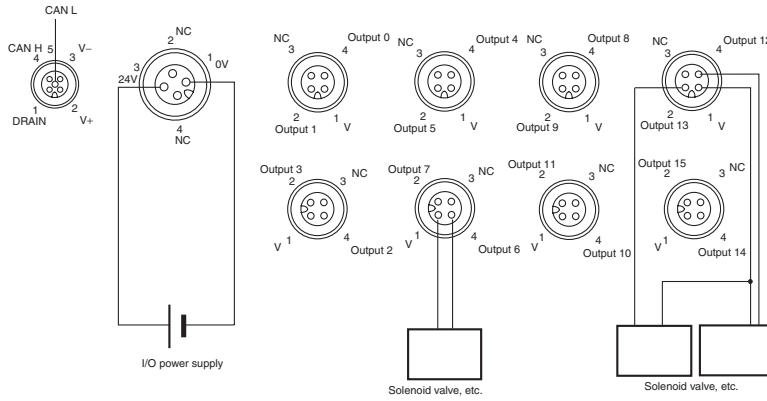 CAN L
CAN H
5
V–
4
3
1
2
DRAIN
V+
NC
2
3
1
0V
24V
4
NC
I/O power supply
NC
Output 0
3
4
2
1
Output 1
V
NC
Output 4
3
4
2
1
Output 5
V
NC
Output 8
3
4
2
1
Output 9
V
NC
Output 12
3
4
2
1
Output 13
V
Output 3
2
3
NC
1
V
4
Output 2
Output 7
2
3
NC
1
V
4
Output 6
Output 11
2
3
NC
1
V
4
Output 10
Output 15
2
3
NC
1
V
4
Output 14
Solenoid valve, etc.
Solenoid valve, etc.